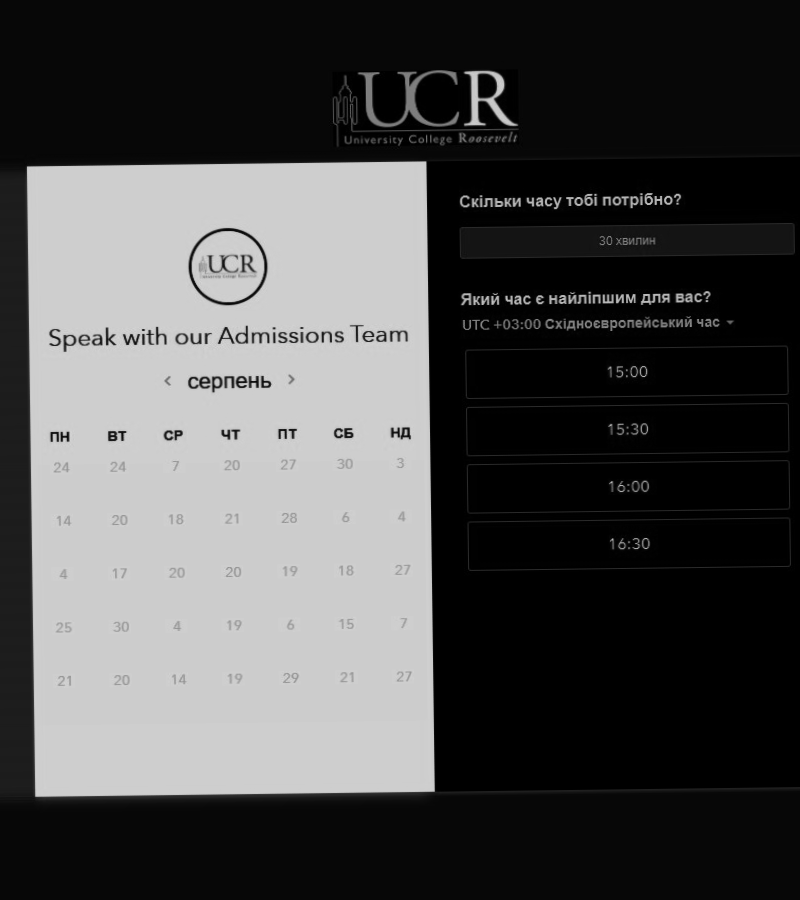 UCR
University College Roosevelt
UCR
University College Roosevelt
Speak with our Admissions Team
серпень
ПН ВТ СР ЧТ ПТ СБ НД
24 24 7 20 27 30 3
14 20 18 21 28 6 4
4 17 20 20 19 18 27
25 30 4 19 6 15 7
21 20 14 19 29 21 27
Скільки часу тобі потрібно?
30 хвилин
Який час є найліпшим для вас?
UTC +03:00 Східноєвропейський час
15:00
15:30
16:00
16:30